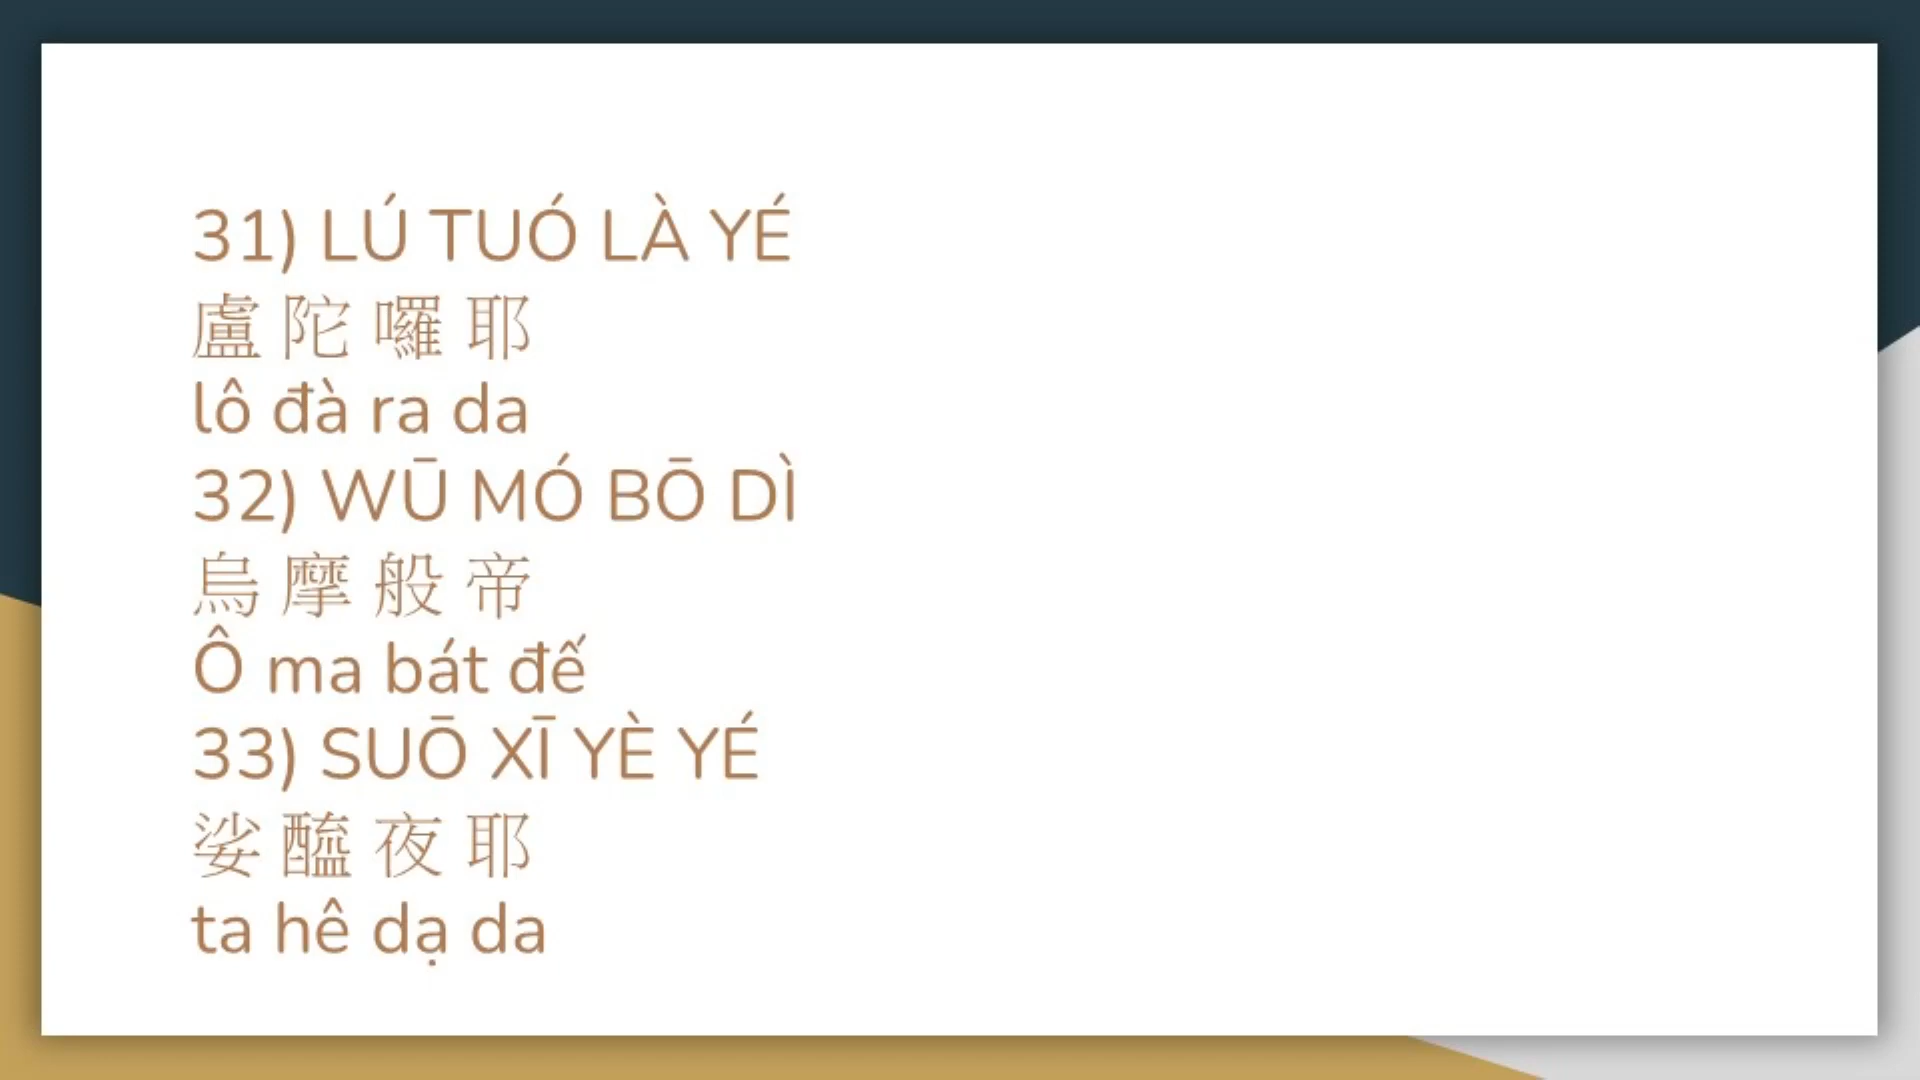 31) LÚ TUÓ LÀ YÉ
盧 陀 囉 耶
lô đà ra da
32) WŪ MÓ BŌ DÌ
烏 摩 般 帝
Ô ma bát đế
33) SUŌ XĪ YÈ YÉ
娑 醯 夜 耶
ta hê dạ da